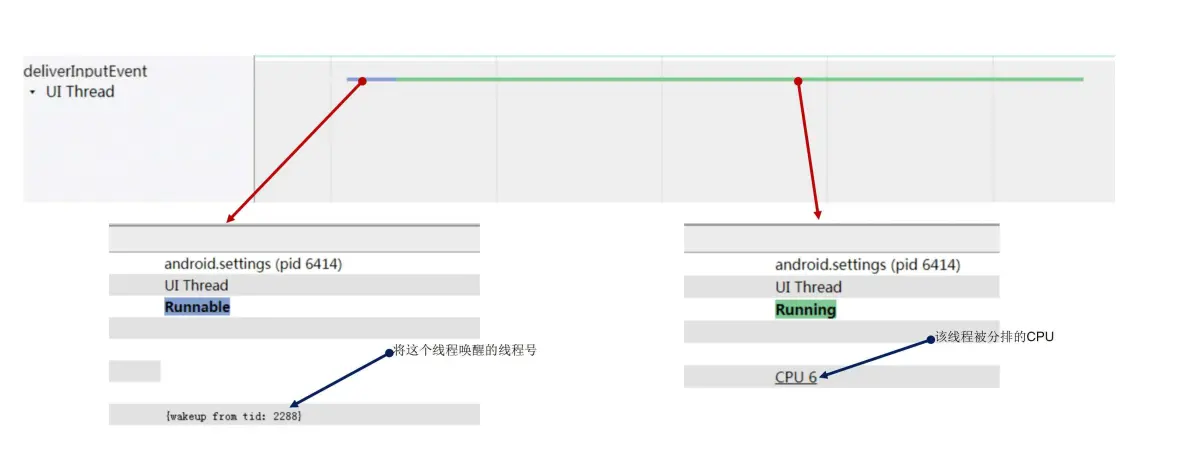 deliverInputEvent
UI Thread
android.settings (pid 6414)
UI Thread
Runnable
将这个线程唤醒的线程号
{wakeup from tid: 2288}
android.settings (pid 6414)
UI Thread
Running
该线程被分排的CPU
CPU 6